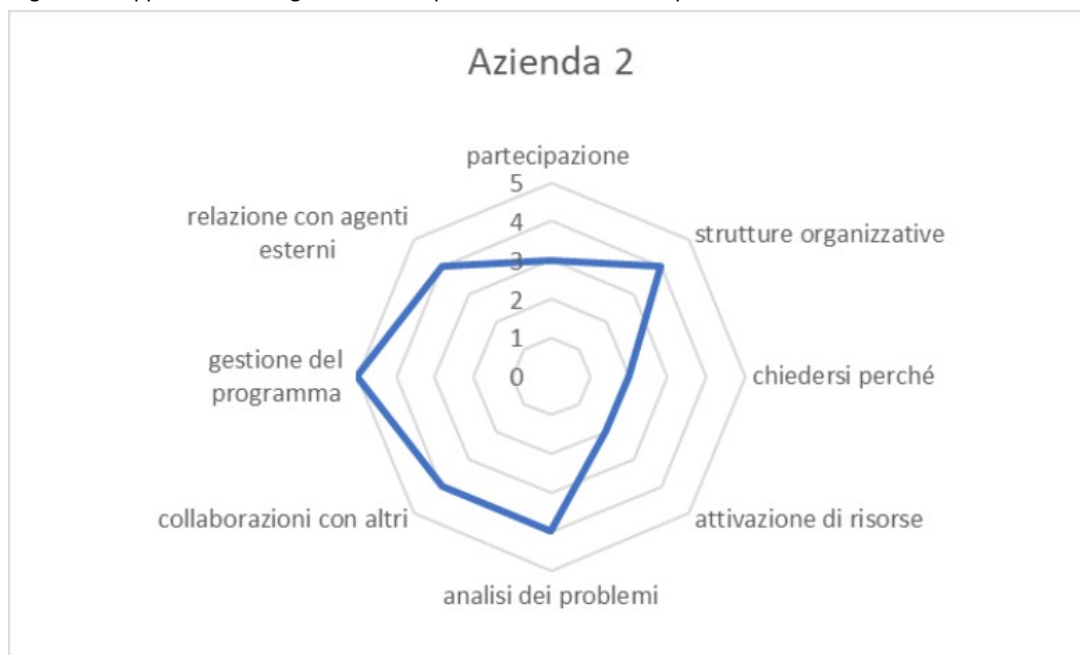 Azienda 2
partecipazione
5
4
3
2
1
0
strutture organizzative
chiedersi perché
attivazione di risorse
analisi dei problemi
collaborazioni con altri
gestione del
programma
relazione con agenti
esterni